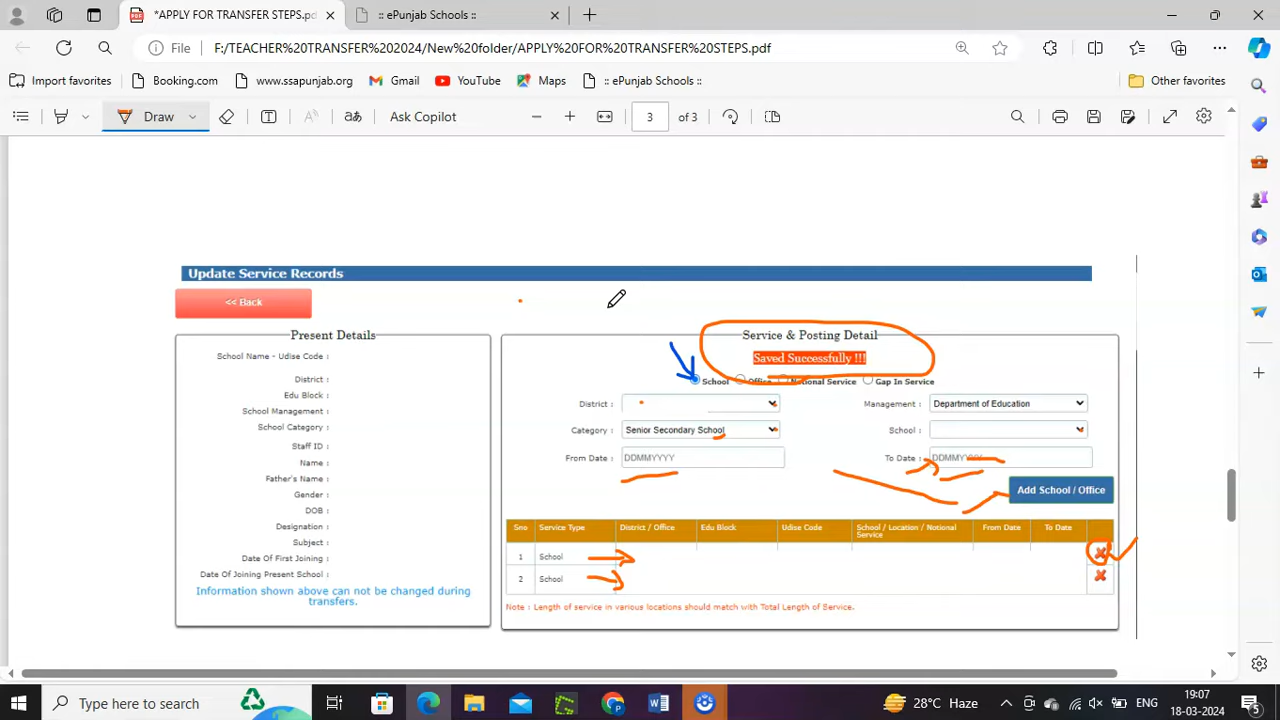 *APPLY FOR TRANSFER STEPS.pd
:: ePunjab Schools ::
File
F:/TEACHER%20TRANSFER%202024/New%20folder/APPLY%20FOR%20TRANSFER%20STEPS.pdf
Import favorites
Booking.com
www.ssapunjab.org
Gmail
YouTube
Maps
:: ePunjab Schools ::
Other favorites
Draw
Ask Copilot
3 of 3
Update Service Records
<< Back
Present Details
School Name - Udise Code :
District :
Edu Block :
School Management :
School Category :
Staff ID :
Name :
Father's Name :
Gender :
DOB :
Designation :
Subject :
Date Of First Joining :
Date Of Joining Present School :
Information shown above can not be changed during
transfers.
Service & Posting Detail
Saved Successfully !!!
School Office National Service Gap In Service
District :
Management : Department of Education
Category : Senior Secondary School
School :
From Date : DDMMYYYY
To Date : DDMMYYYY
Add School / Office
Sno Service Type District / Office Edu Block Udise Code School / Location / Notional From Date To Date
Service
1 School
2 School
Note : Length of service in various locations should match with Total Length of Service.
Type here to search
28°C Haze
ENG
19:07
18-03-2024
5